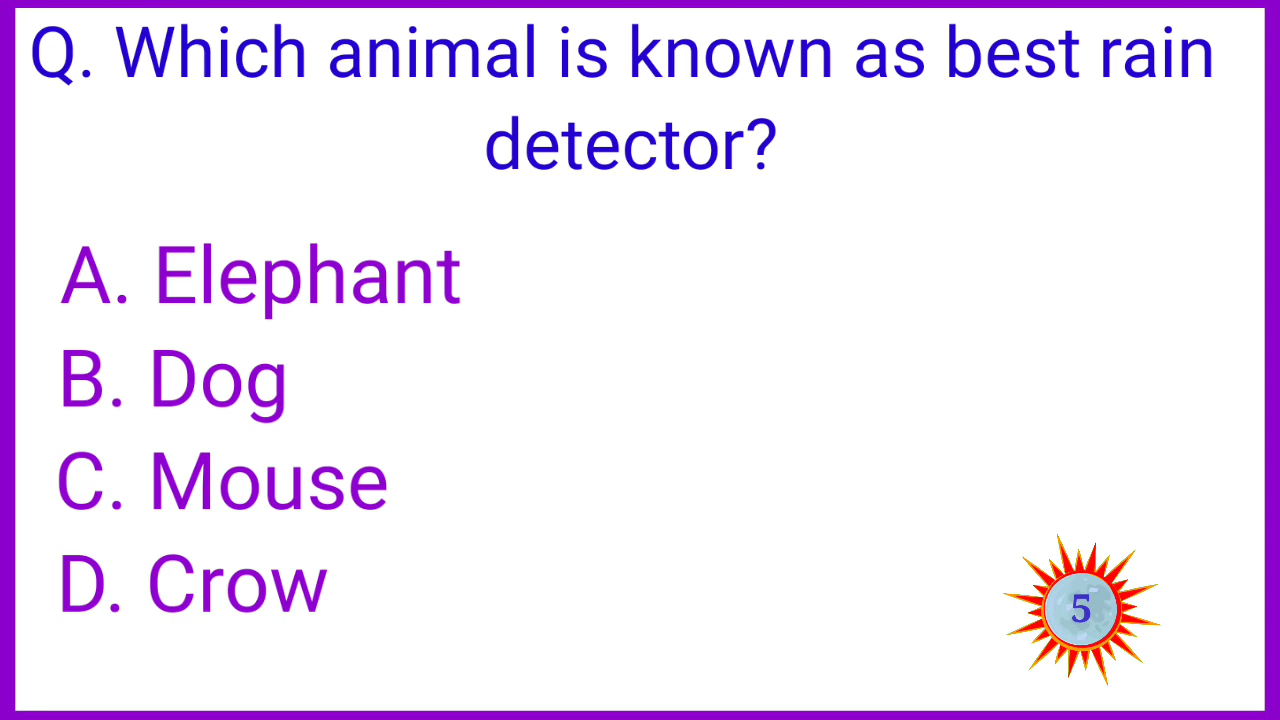 Q. Which animal is known as best rain
detector?
A. Elephant
B. Dog
C. Mouse
D. Crow
5